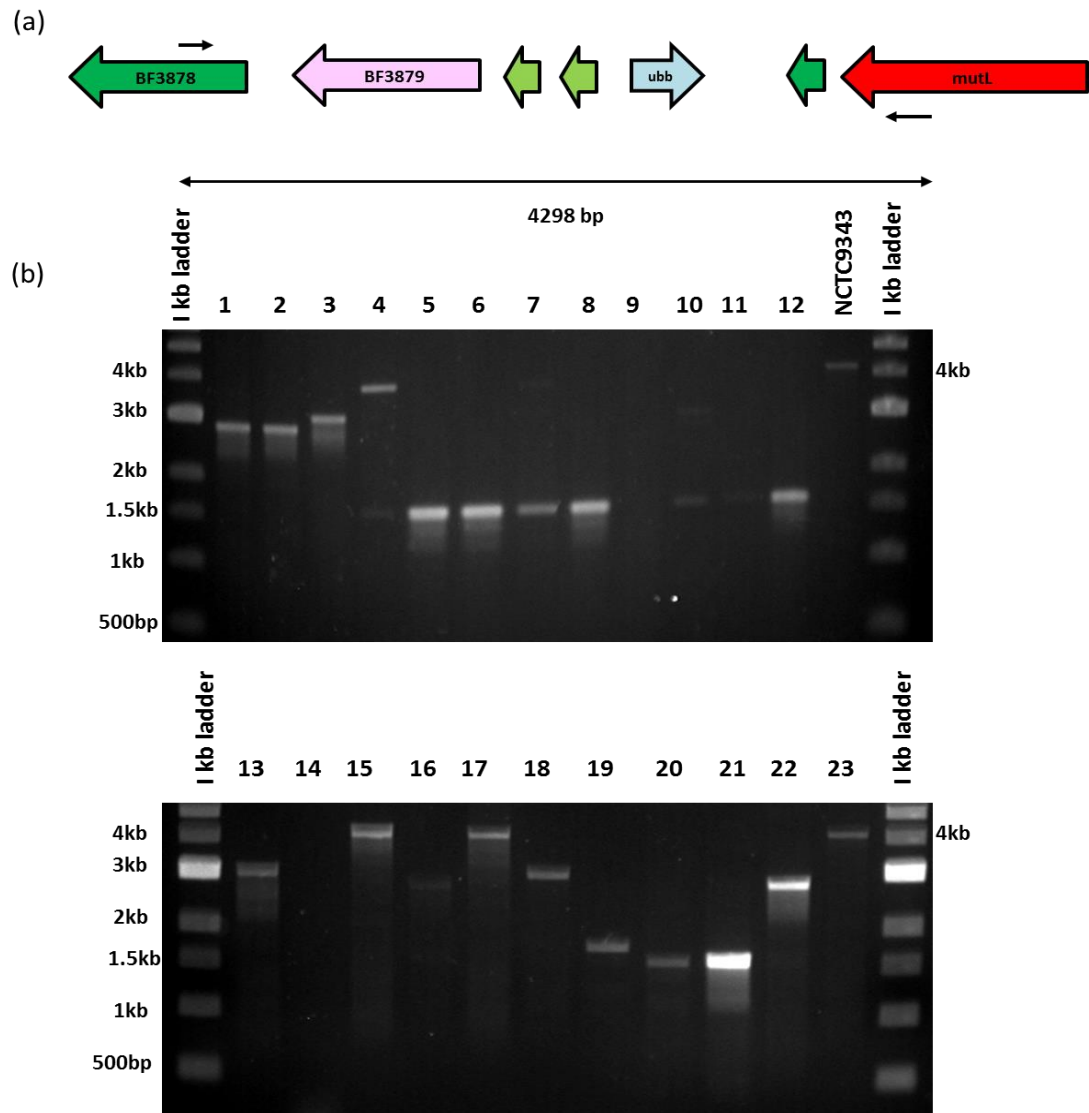 (a)
BF3878 BF3879 ubb mutL
4298 bp
(b)
I kb ladder 1 2 3 4 5 6 7 8 9 10 11 12 NCTC9343 I kb ladder
4kb 4kb
3kb
2kb
1.5kb
1kb
500bp
I kb ladder 13 14 15 16 17 18 19 20 21 22 23 I kb ladder
4kb 4kb
3kb
2kb
1.5kb
1kb
500bp